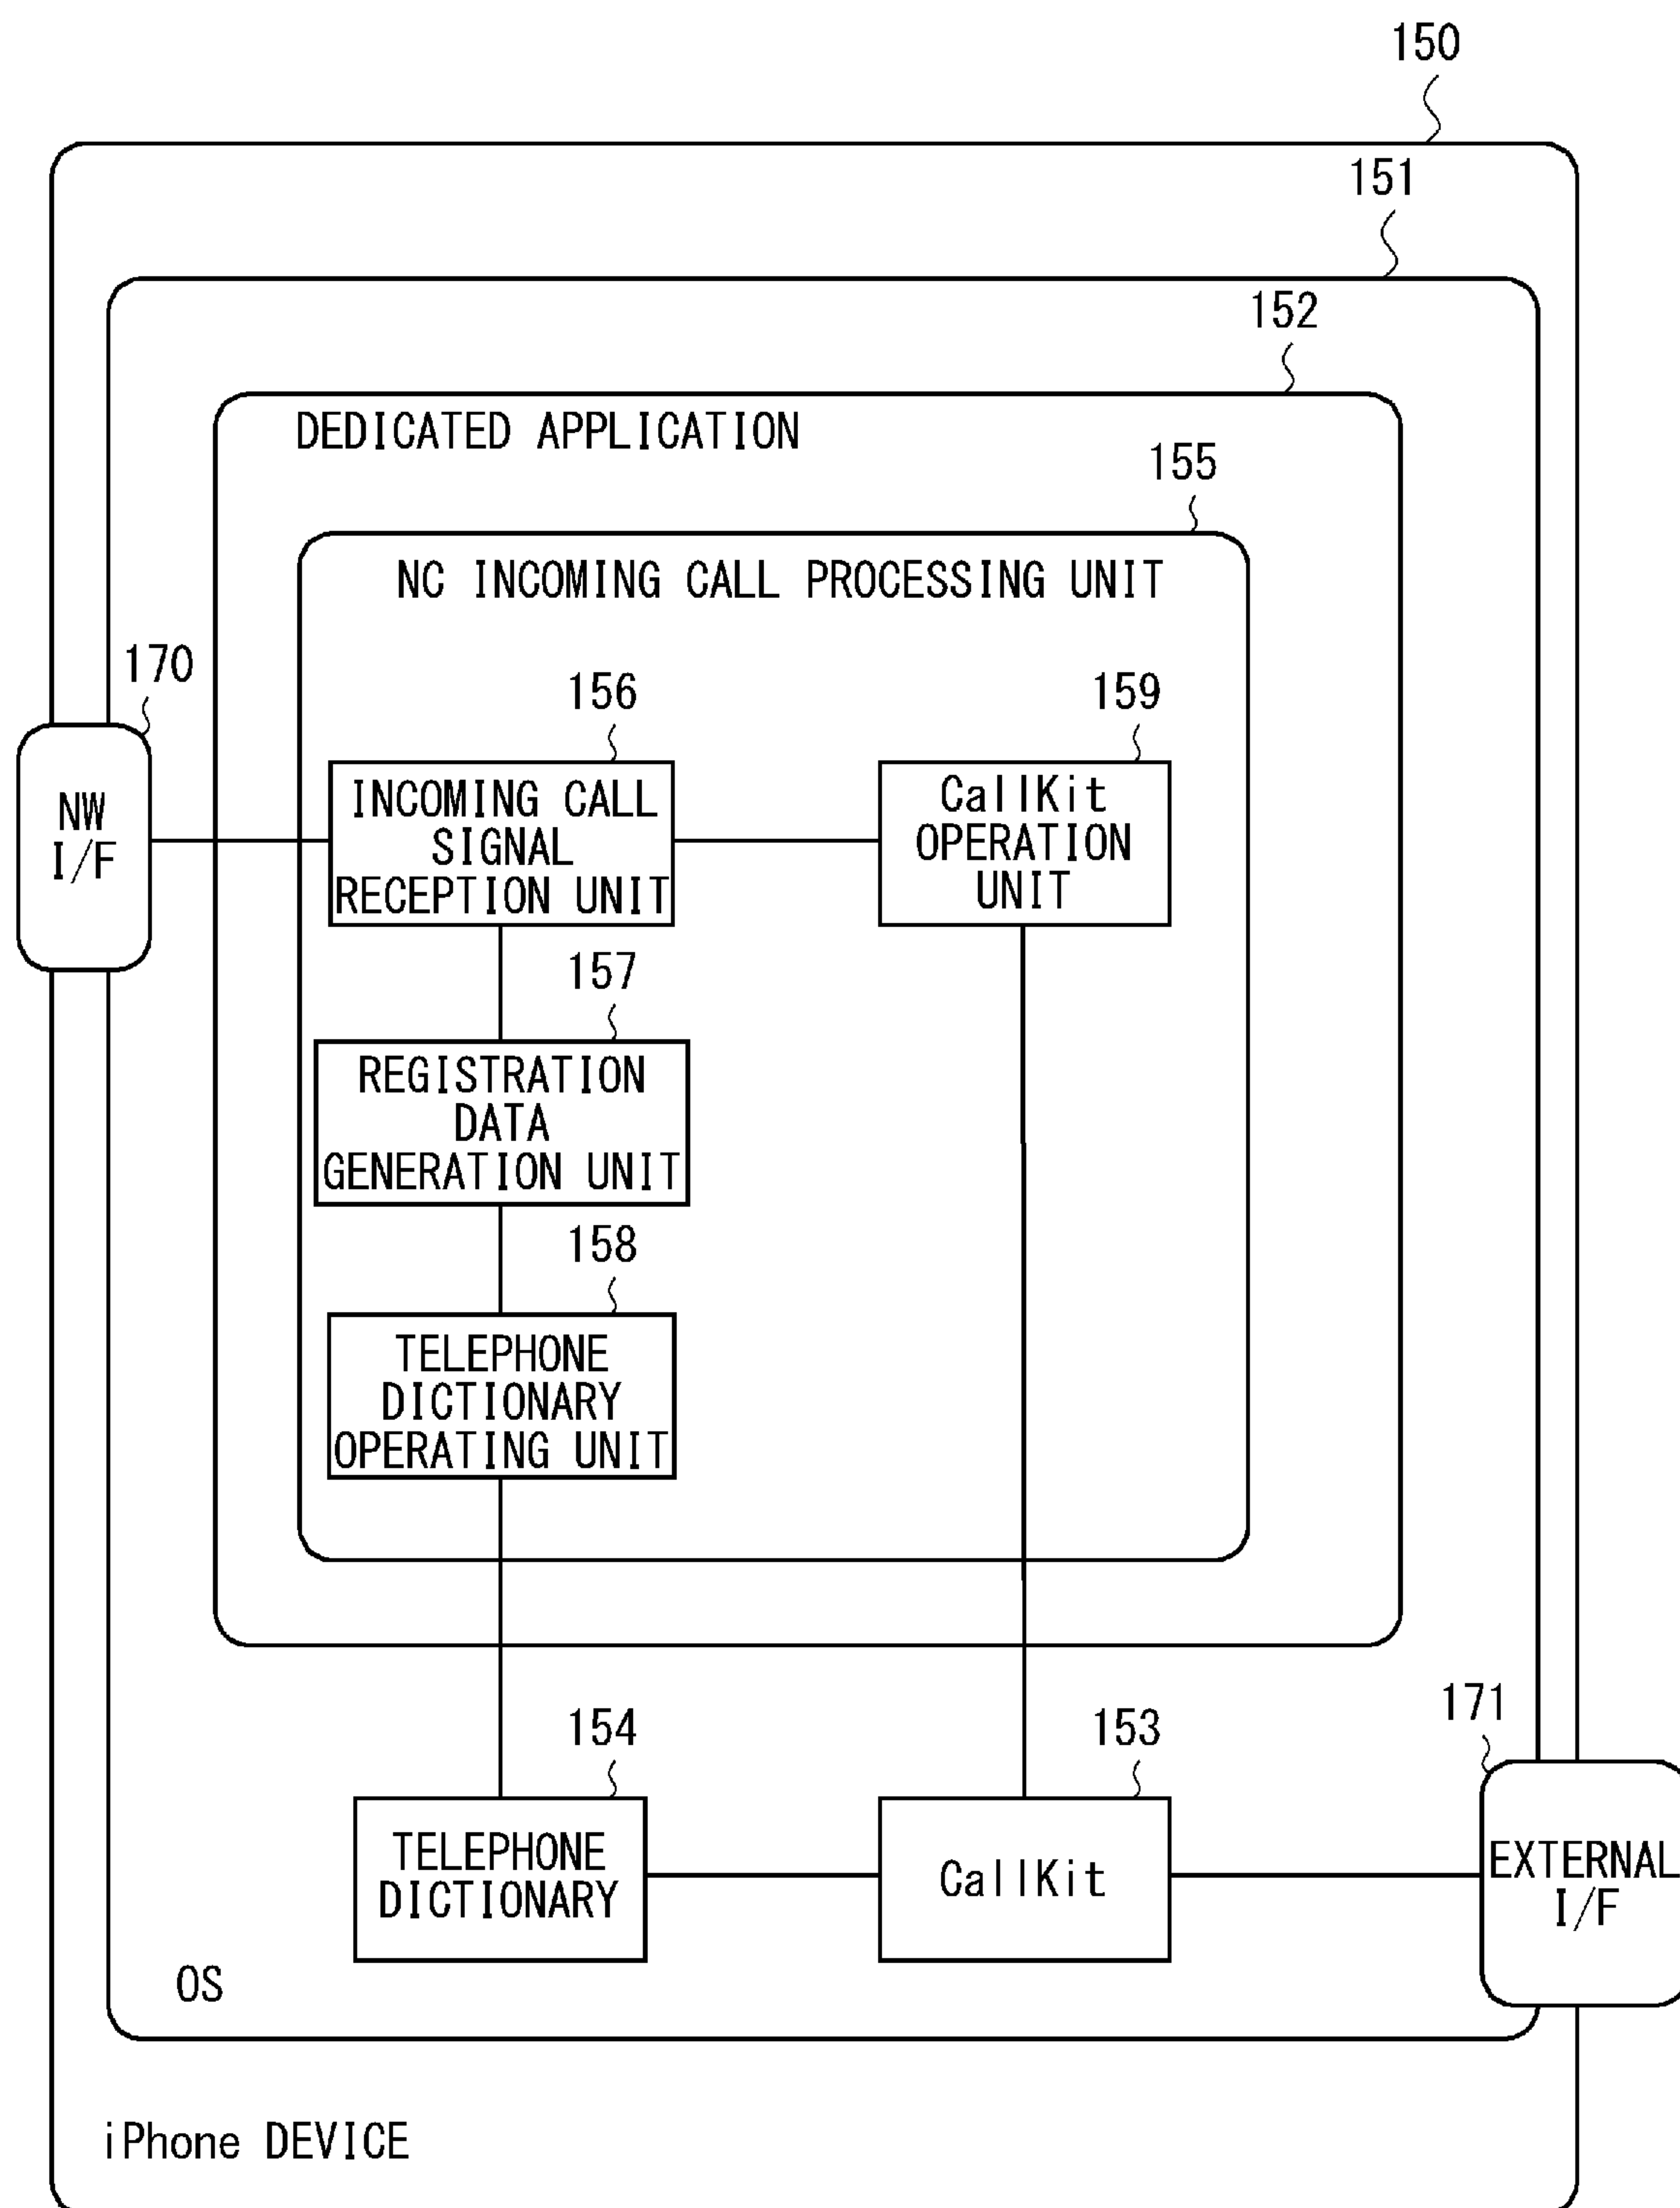 150
151
152
DEDICATED APPLICATION
155
NC INCOMING CALL PROCESSING UNIT
170
NW
I/F
156
INCOMING CALL
SIGNAL
RECEPTION UNIT
159
CallKit
OPERATION
UNIT
157
REGISTRATION
DATA
GENERATION UNIT
158
TELEPHONE
DICTIONARY
OPERATING UNIT
154
TELEPHONE
DICTIONARY
153
CallKit
171
EXTERNAL
I/F
OS
iPhone DEVICE